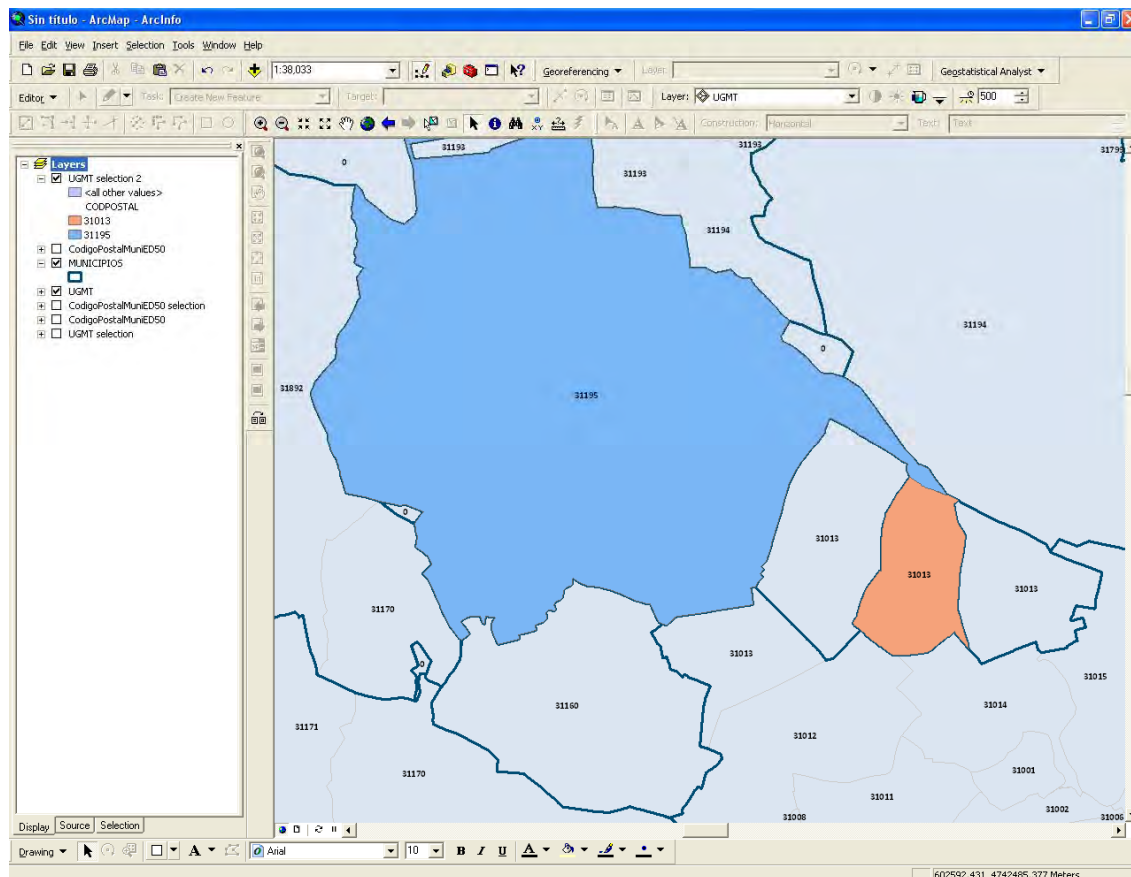 Sin título - ArcMap - ArcInfo
File Edit View Insert Selection Tools Window Help
1:38,033 Georeferencing Layer: Geostatistical Analyst
Editor Task: Create New Feature Target: Layer: UGMT 500
Construction: Horizontal Text: Text
Layers
UGMT selection 2
<all other values>
CODPOSTAL
31013
31195
CodigoPostalMuniED50
MUNICIPIOS
UGMT
CodigoPostalMuniED50 selection
CodigoPostalMuniED50
UGMT selection
31193
31193
0
31193
31194
31194
0
31892
31195
0
31013
31013
31013
31170
31013
0
31015
31160
31014
31171
31012
31170
31001
31011
31002
31008
31006
Display Source Selection
Drawing Arial 10 B I U A
602592,431 4742485,377 Meters